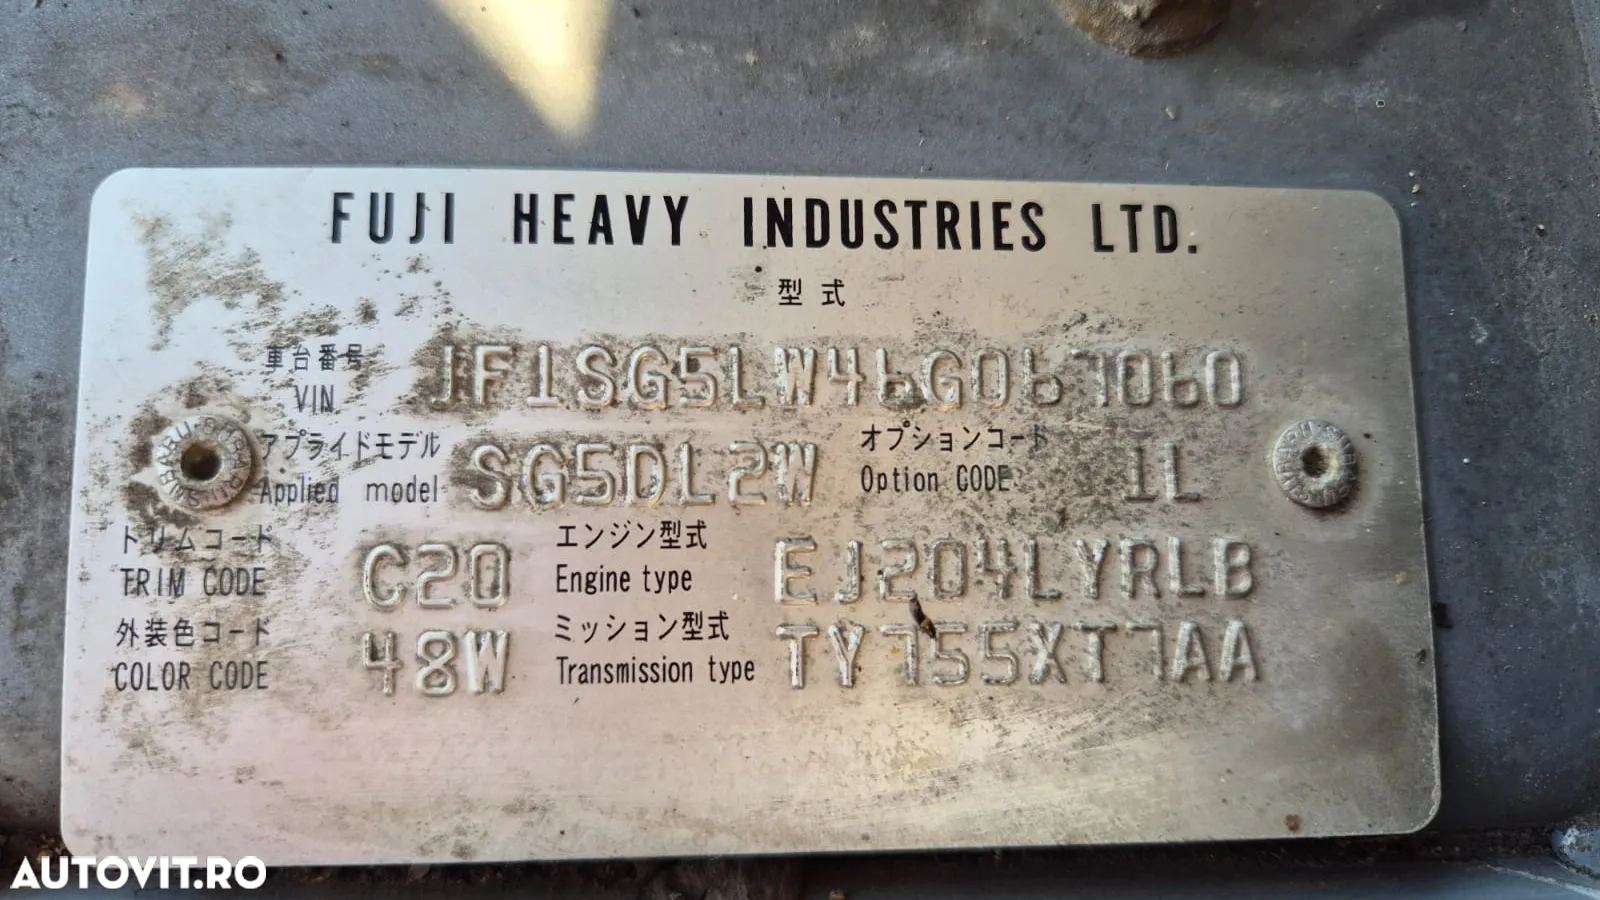 FUJI HEAVY INDUSTRIES LTD.
型式
車台番号
VIN JF1SG5LW46G067060
アプライドモデル オプションコード
Applied model SG5DL2W Option CODE 1L
トリムコード エンジン型式
TRIM CODE C20 Engine type EJ204LYRLB
外装色コード ミッション型式
COLOR CODE 48W Transmission type TY755XT7AA
AUTOVIT.RO